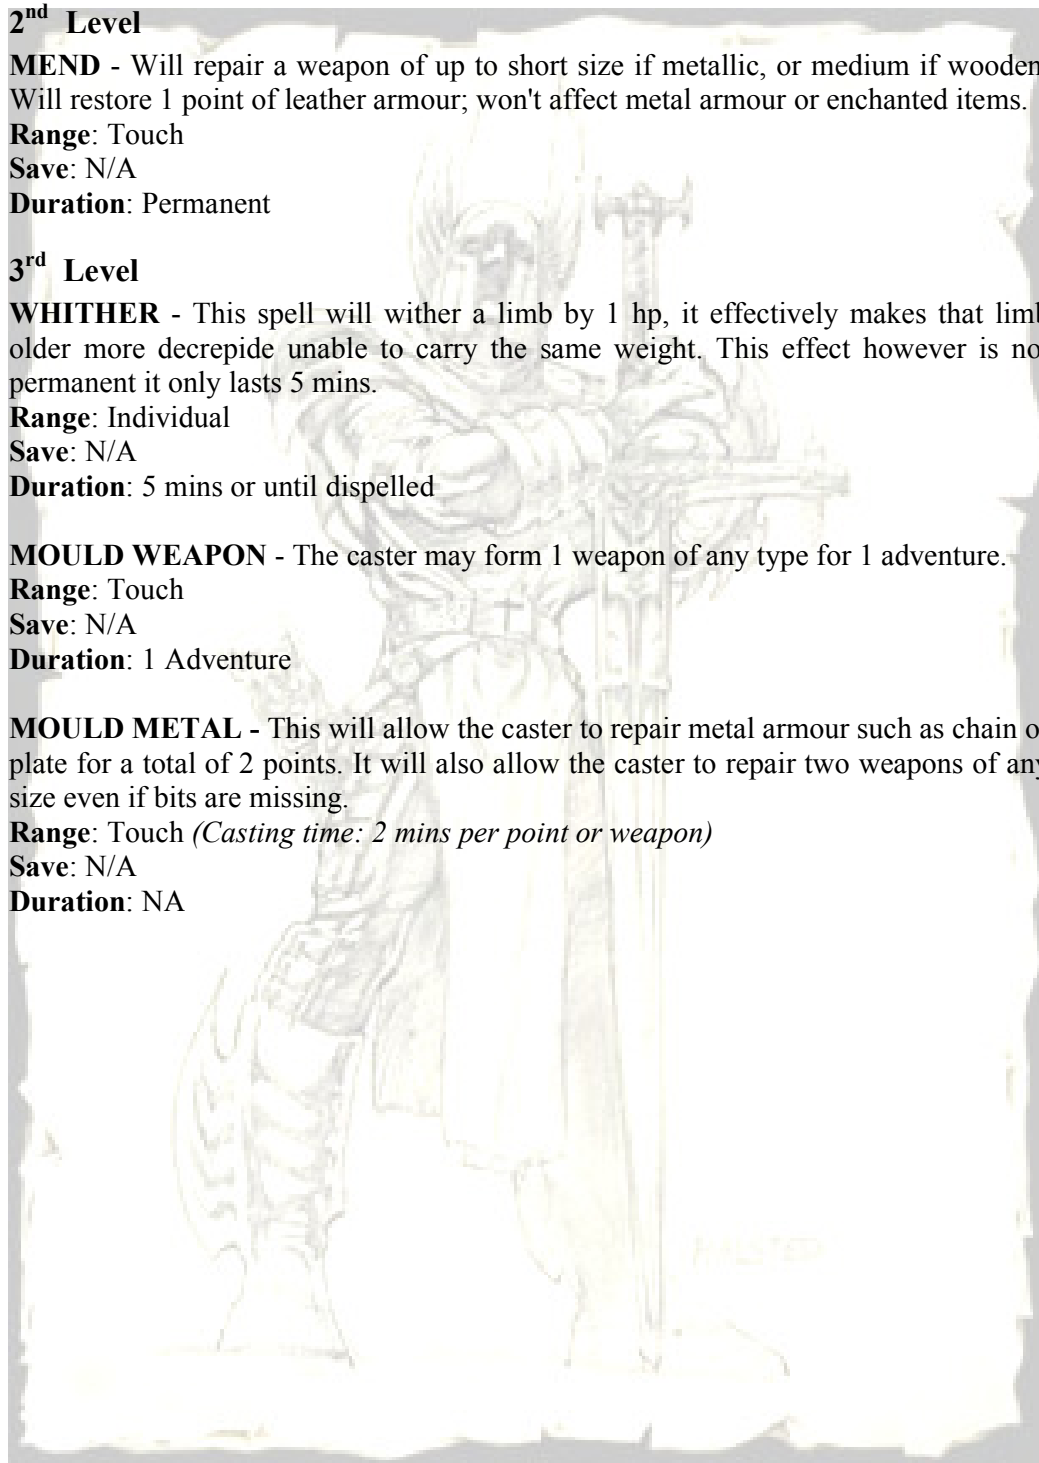 2nd Level
MEND - Will repair a weapon of up to short size if metallic, or medium if wooden
Will restore 1 point of leather armour; won't affect metal armour or enchanted items.
Range: Touch
Save: N/A
Duration: Permanent
3rd Level
WHITHER - This spell will wither a limb by 1 hp, it effectively makes that limb
older more decrepide unable to carry the same weight. This effect however is no
permanent it only lasts 5 mins.
Range: Individual
Save: N/A
Duration: 5 mins or until dispelled
MOULD WEAPON - The caster may form 1 weapon of any type for 1 adventure.
Range: Touch
Save: N/A
Duration: 1 Adventure
MOULD METAL - This will allow the caster to repair metal armour such as chain o
plate for a total of 2 points. It will also allow the caster to repair two weapons of any
size even if bits are missing.
Range: Touch (Casting time: 2 mins per point or weapon)
Save: N/A
Duration: NA